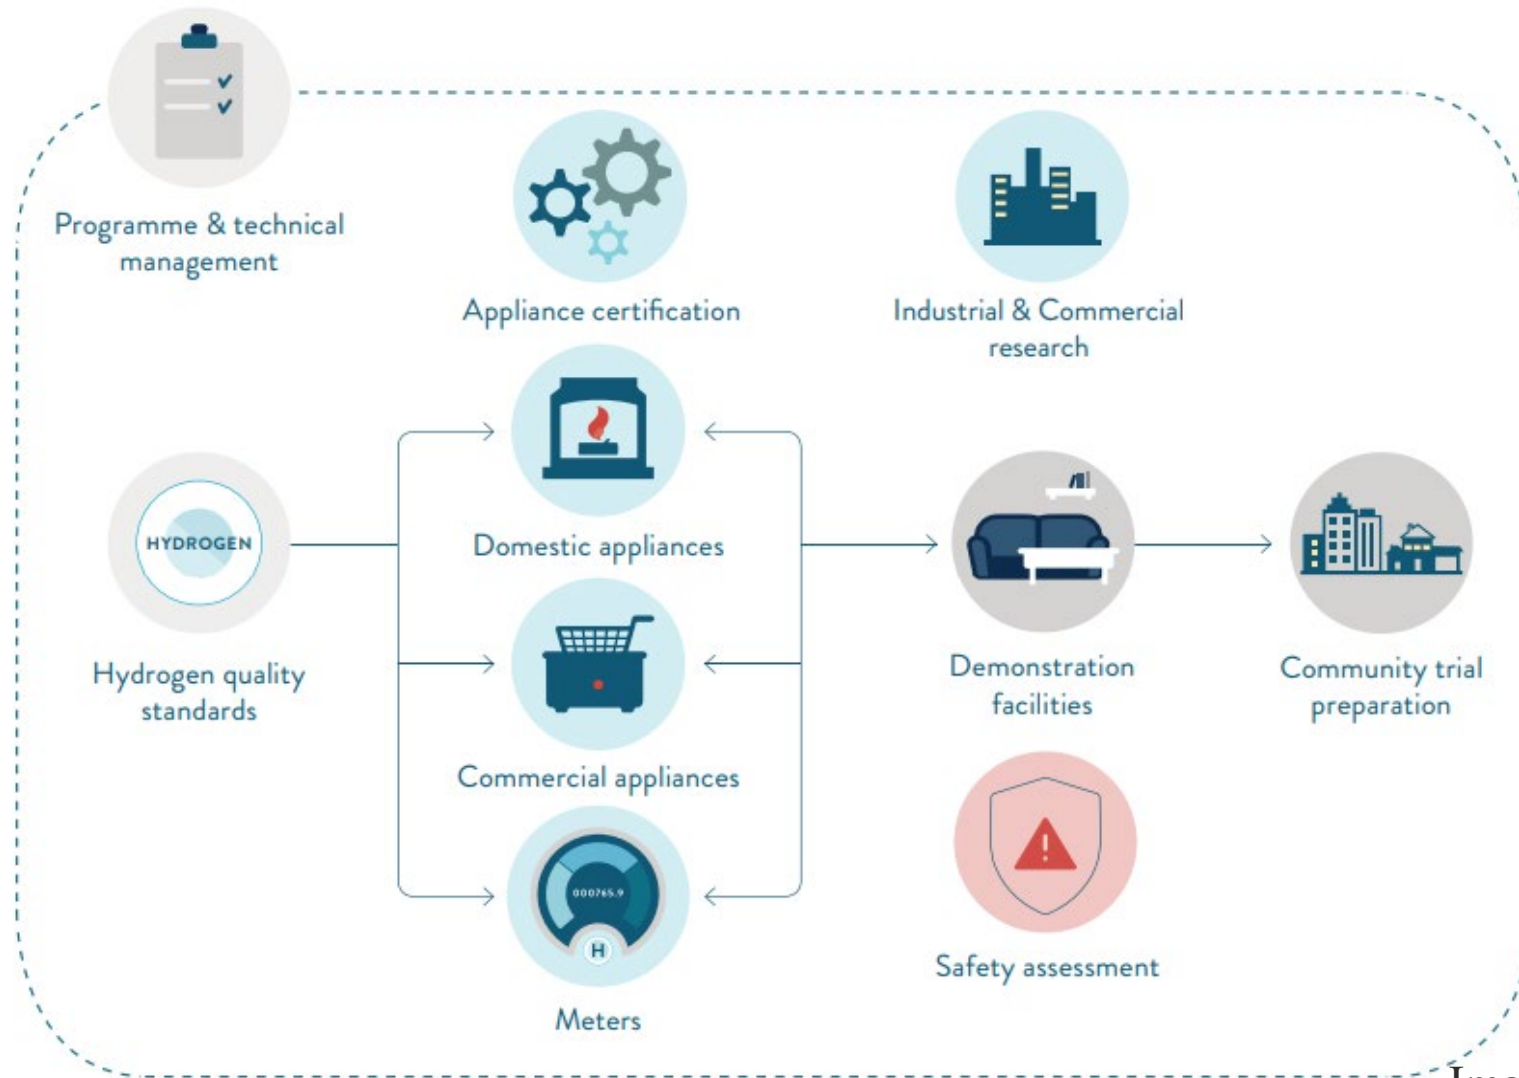 Programme & technical
management
Appliance certification
Industrial & Commercial
research
HYDROGEN
Hydrogen quality
standards
Domestic appliances
Commercial appliances
000765.9
H
Meters
Demonstration
facilities
Community trial
preparation
Safety assessment